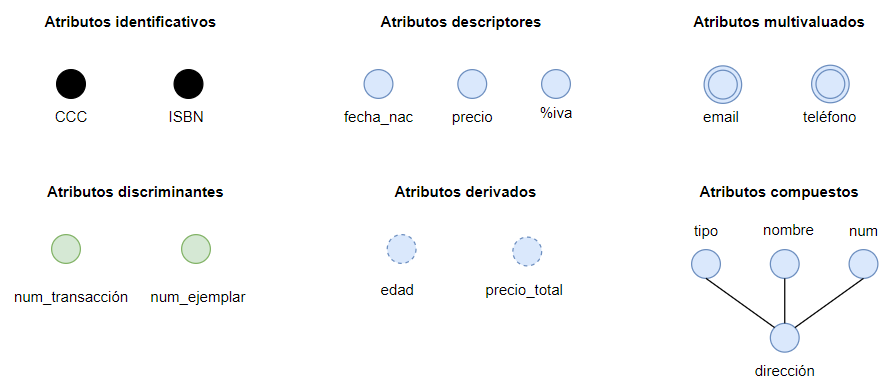 Atributos identificativos
CCC
ISBN
Atributos descriptores
fecha_nac
precio
%iva
Atributos multivaluados
email
teléfono
Atributos discriminantes
num_transacción
num_ejemplar
Atributos derivados
edad
precio_total
Atributos compuestos
tipo
nombre
num
dirección